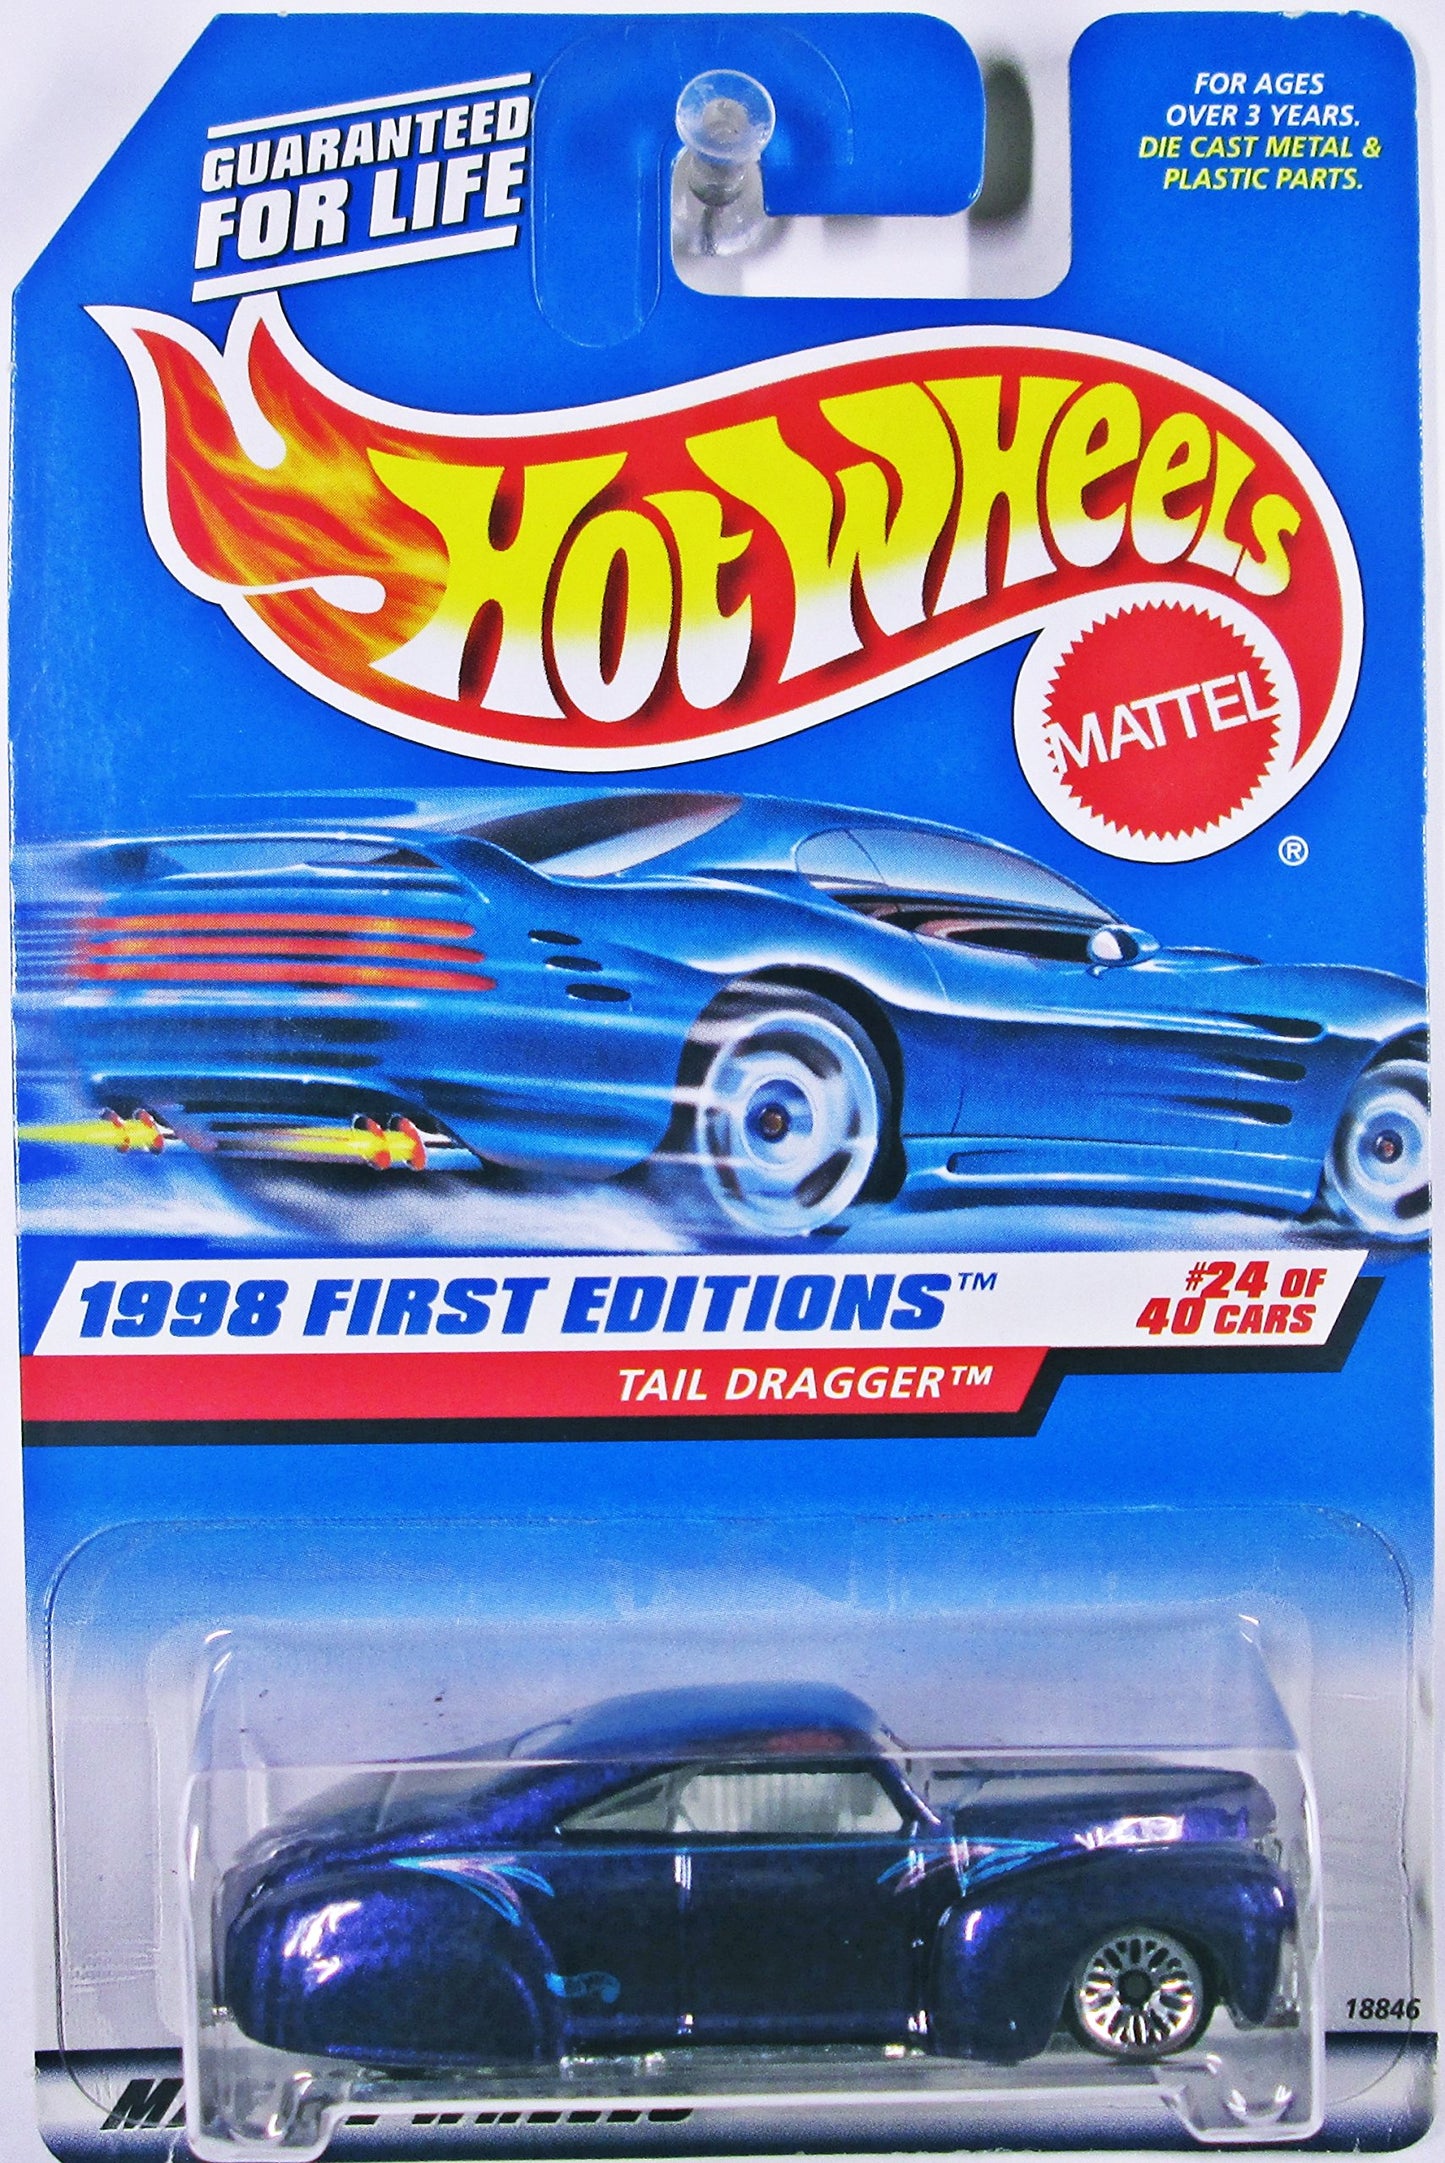 GUARANTEED
FOR LIFE
FOR AGES
OVER 3 YEARS.
DIE CAST METAL &
PLASTIC PARTS.
HOT WHEELS
MATTEL
®
1998 FIRST EDITIONS™
#24 OF
40 CARS
TAIL DRAGGER™
18846